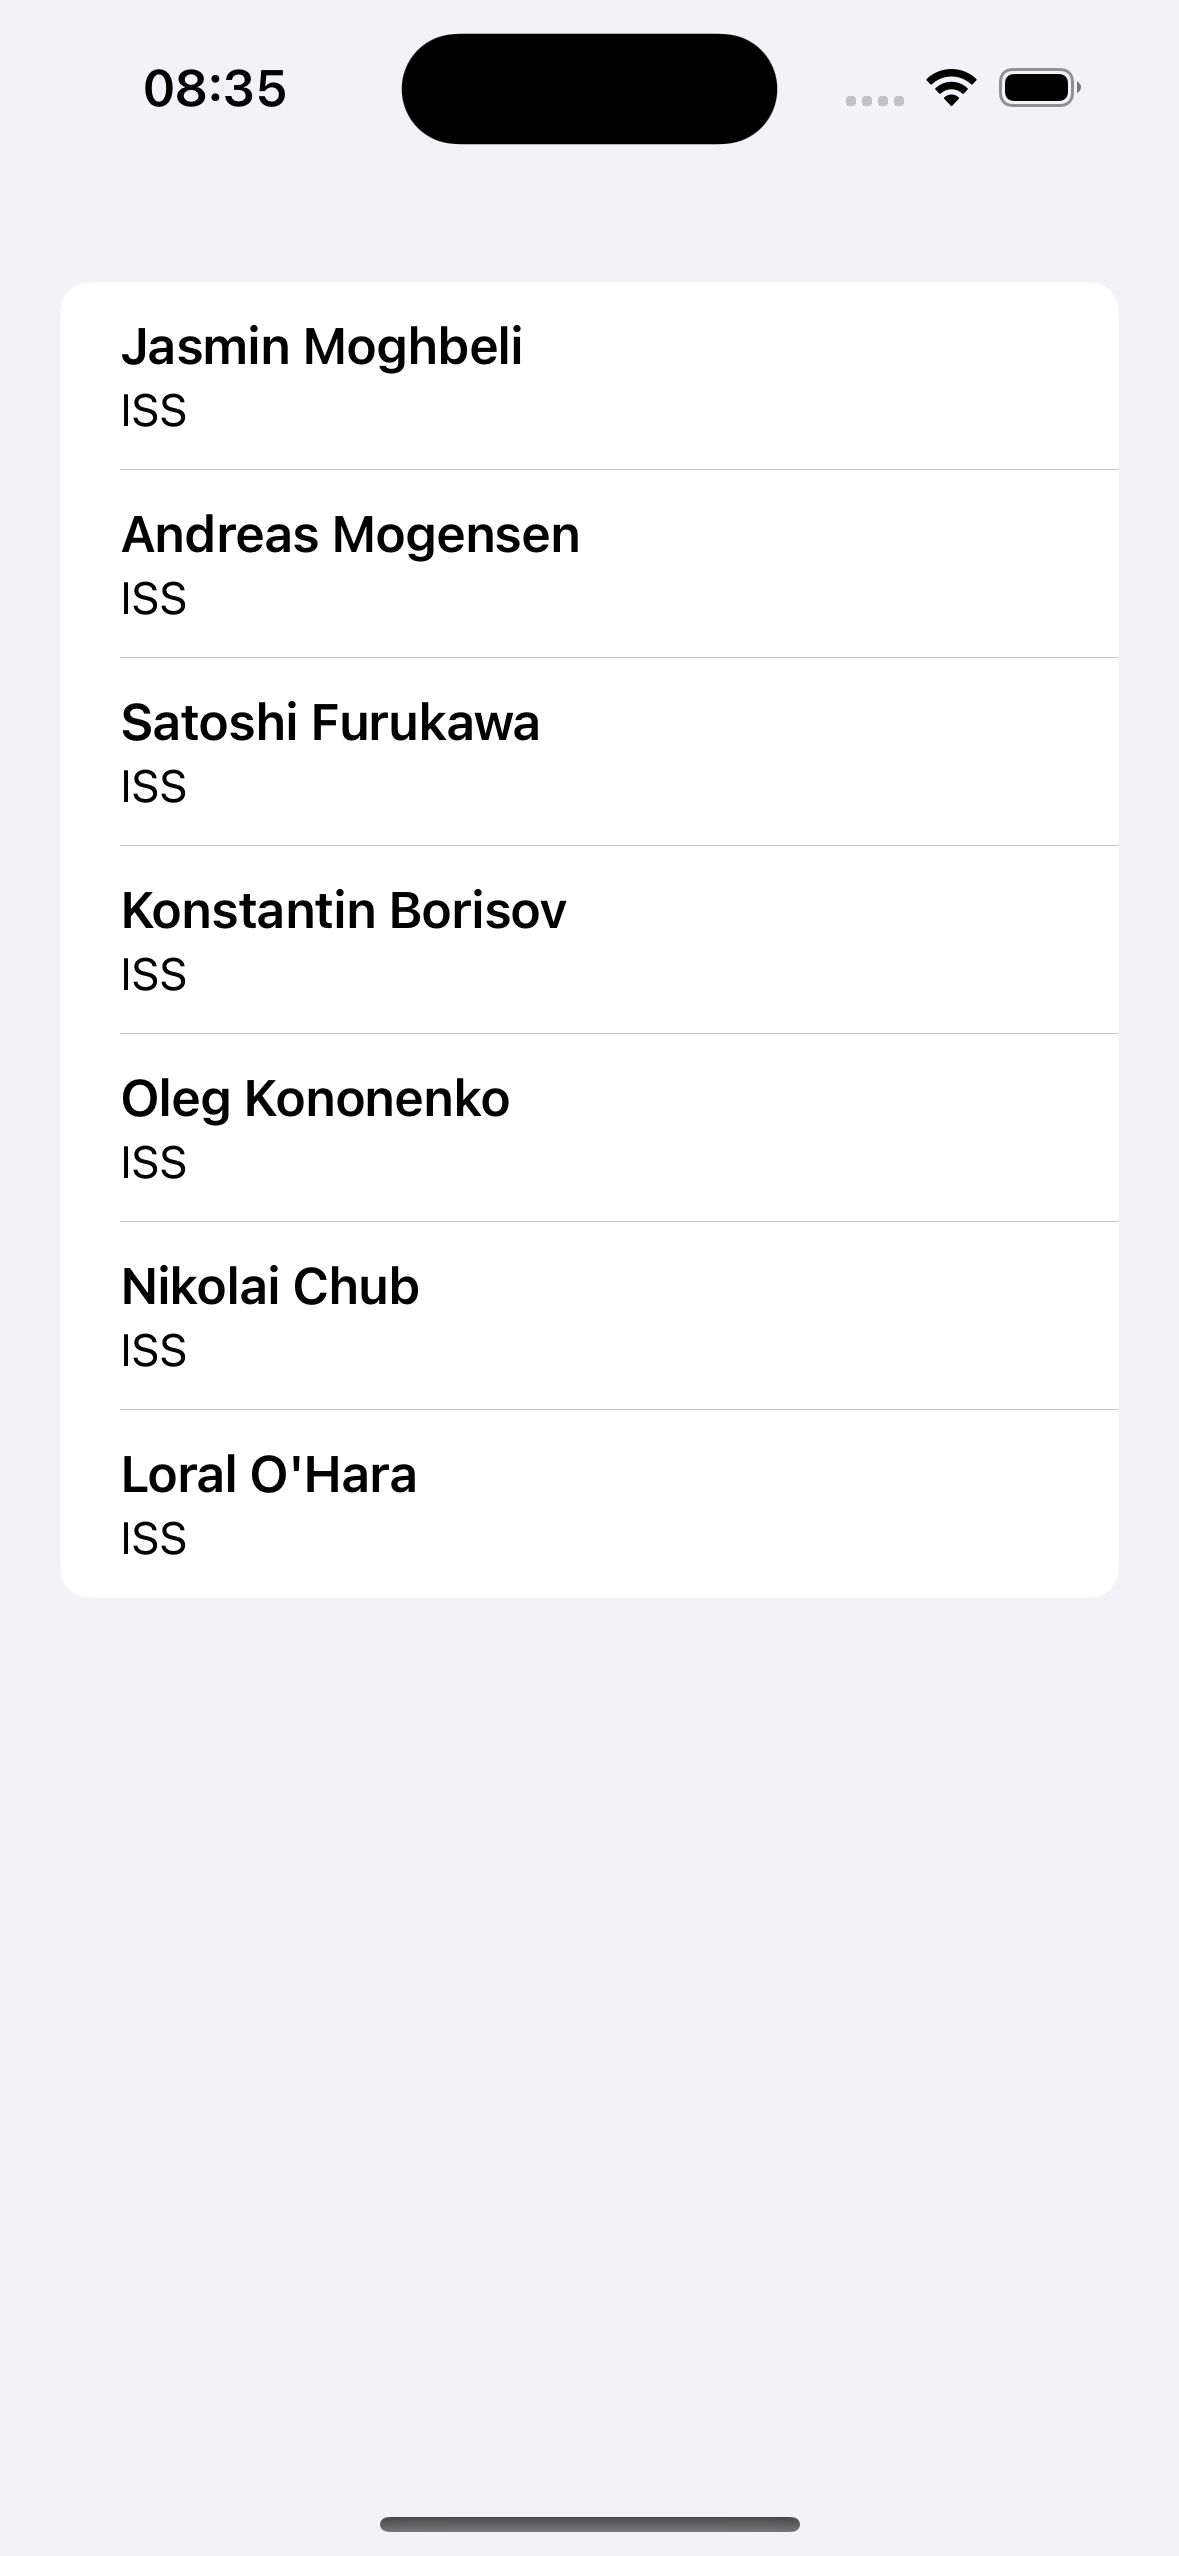 08:35
Jasmin Moghbeli
ISS
Andreas Mogensen
ISS
Satoshi Furukawa
ISS
Konstantin Borisov
ISS
Oleg Kononenko
ISS
Nikolai Chub
ISS
Loral O'Hara
ISS